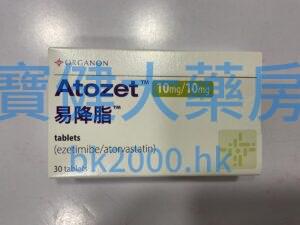 ORGANON
Atozet™ 10mg/10mg
易降脂™
寶健大藥房
tablets
(ezetimibe/atorvastatin)
bk2000.hk
30 tablets